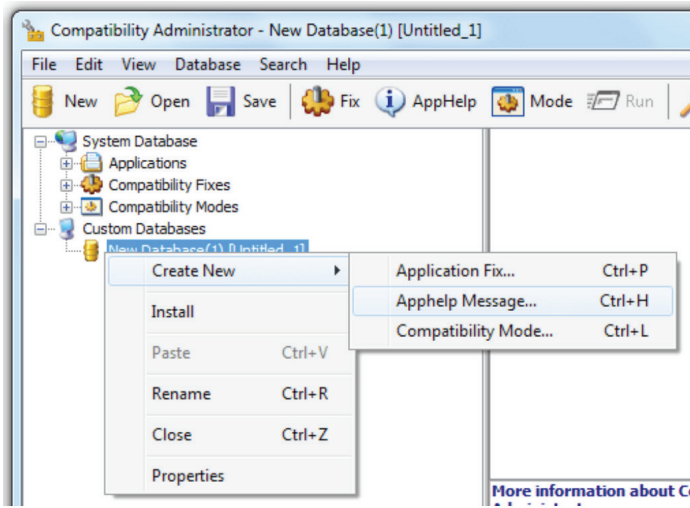 Compatibility Administrator - New Database(1) [Untitled_1]
File Edit View Database Search Help
New Open Save Fix AppHelp Mode Run
System Database
Applications
Compatibility Fixes
Compatibility Modes
Custom Databases
New Database(1) [Untitled_1]
Create New
Install
Paste Ctrl+V
Rename Ctrl+R
Close Ctrl+Z
Properties
Application Fix... Ctrl+P
Apphelp Message... Ctrl+H
Compatibility Mode... Ctrl+L
More information about